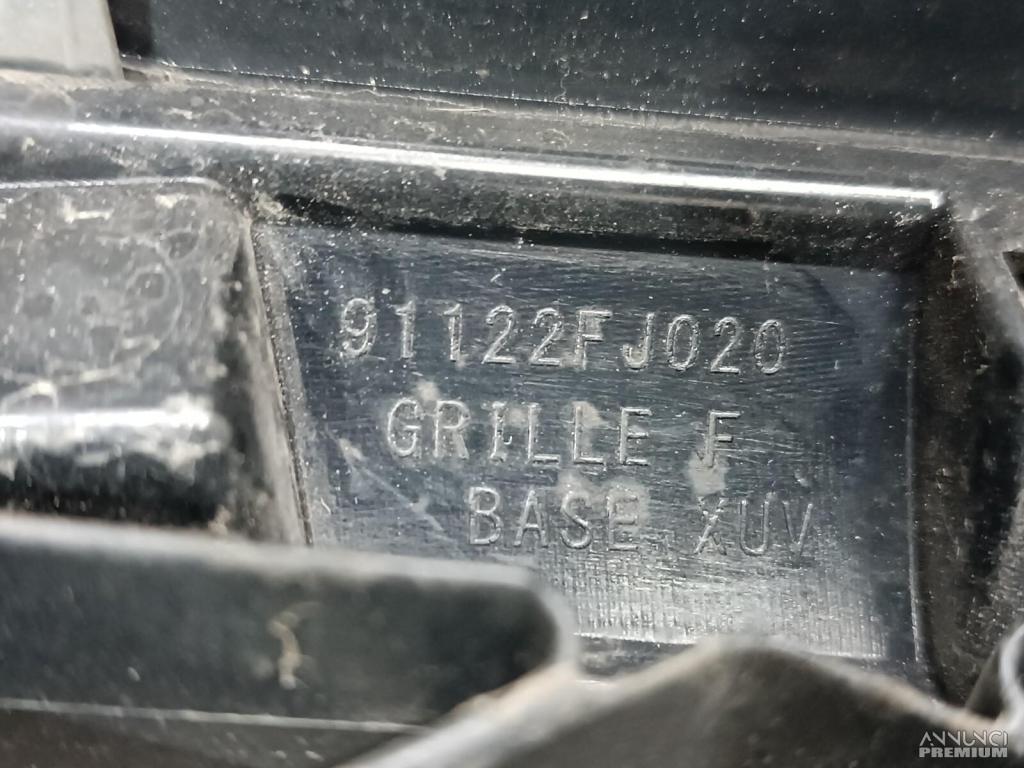 91122FJ020
GRILLE F
BASE XUV
ANNUNCI
PREMIUM